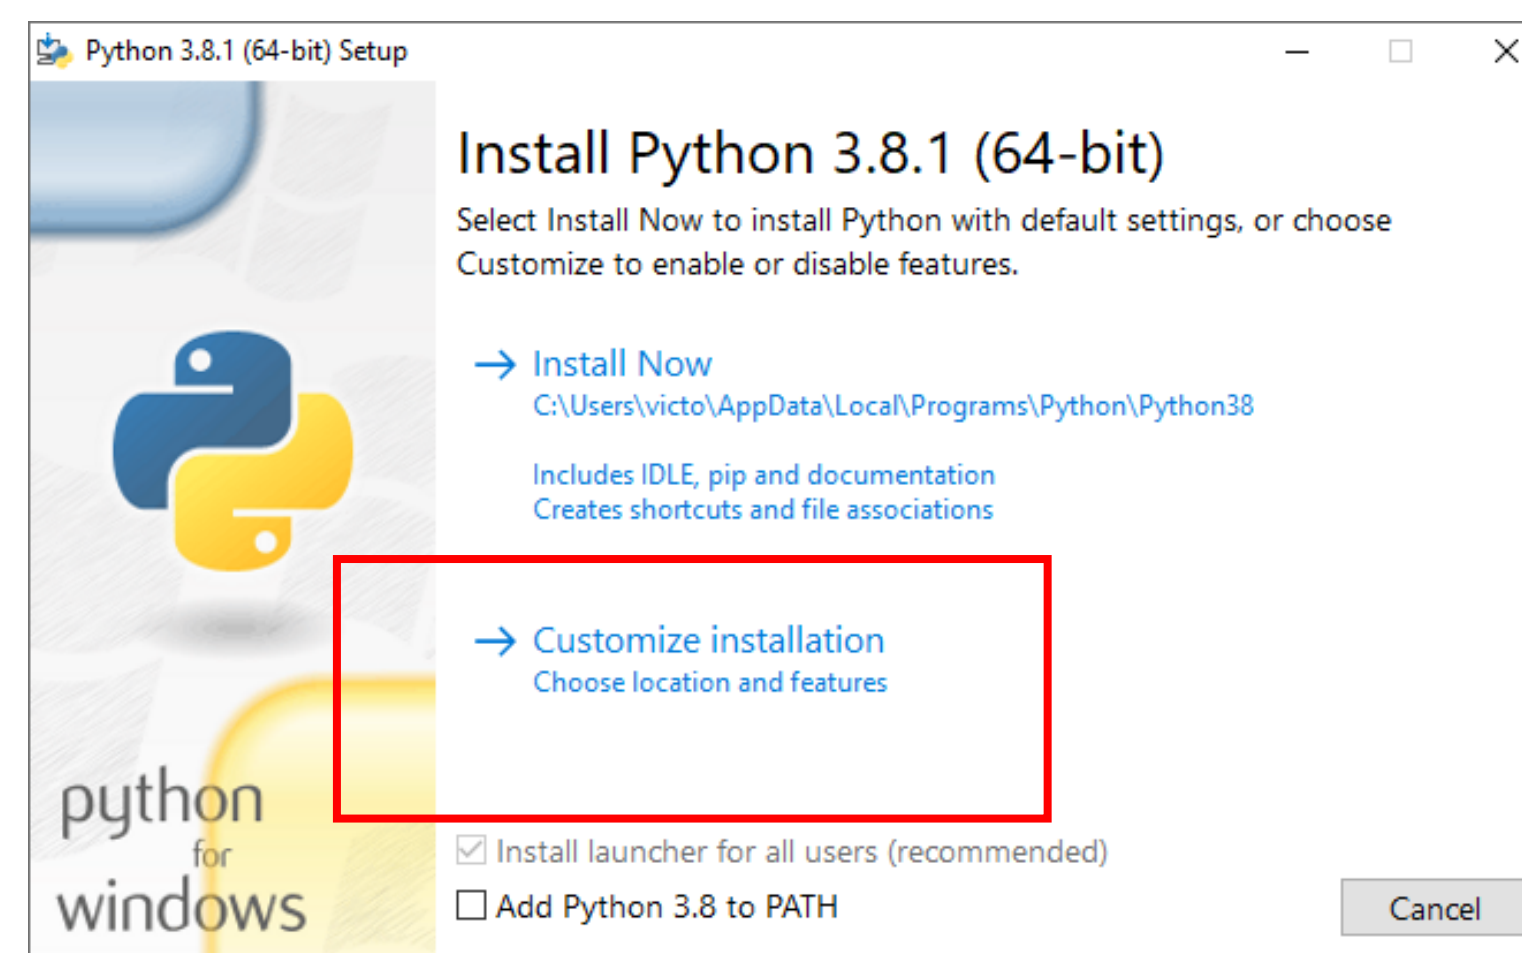 Python 3.8.1 (64-bit) Setup
Install Python 3.8.1 (64-bit)
Select Install Now to install Python with default settings, or choose
Customize to enable or disable features.
Install Now
C:\Users\victo\AppData\Local\Programs\Python\Python38
Includes IDLE, pip and documentation
Creates shortcuts and file associations
Customize installation
Choose location and features
python
for
windows
Install launcher for all users (recommended)
Add Python 3.8 to PATH
Cancel